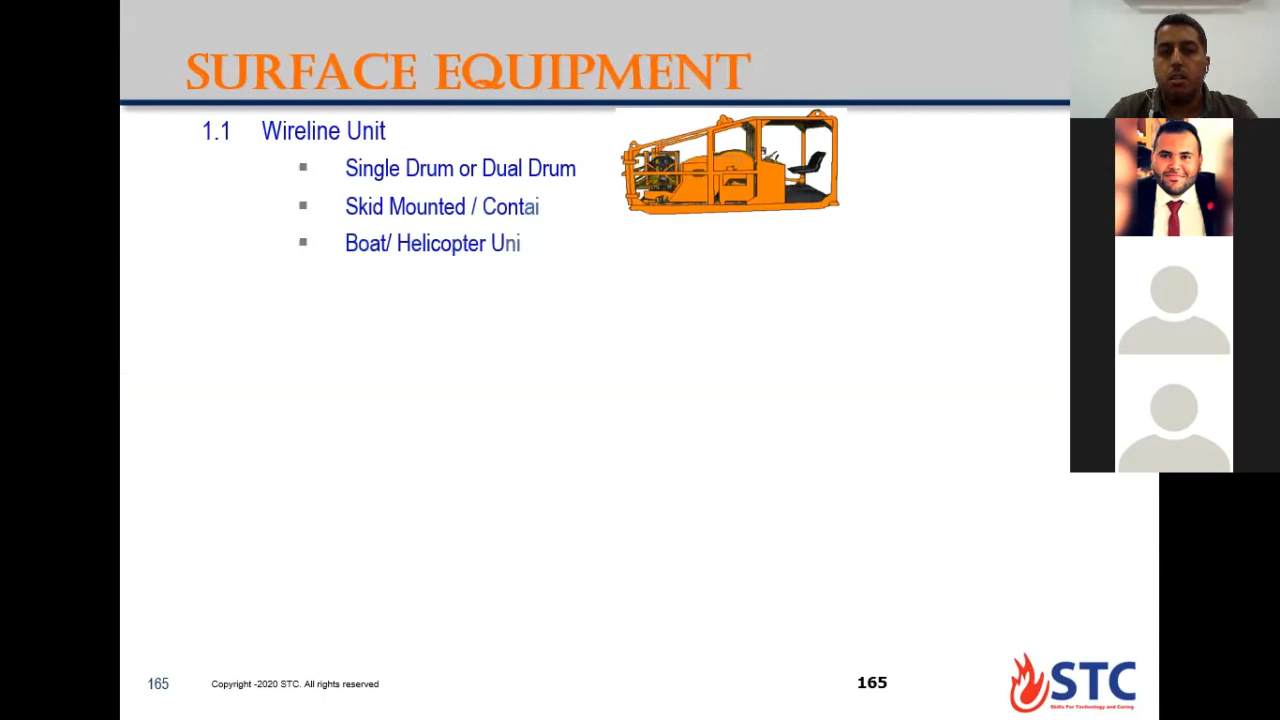 SURFACE EQUIPMENT
1.1 Wireline Unit
▪ Single Drum or Dual Drum
▪ Skid Mounted / Contai
▪ Boat/ Helicopter Uni
165 Copyright -2020 STC. All rights reserved 165
STC
Skills For Technology and Caring